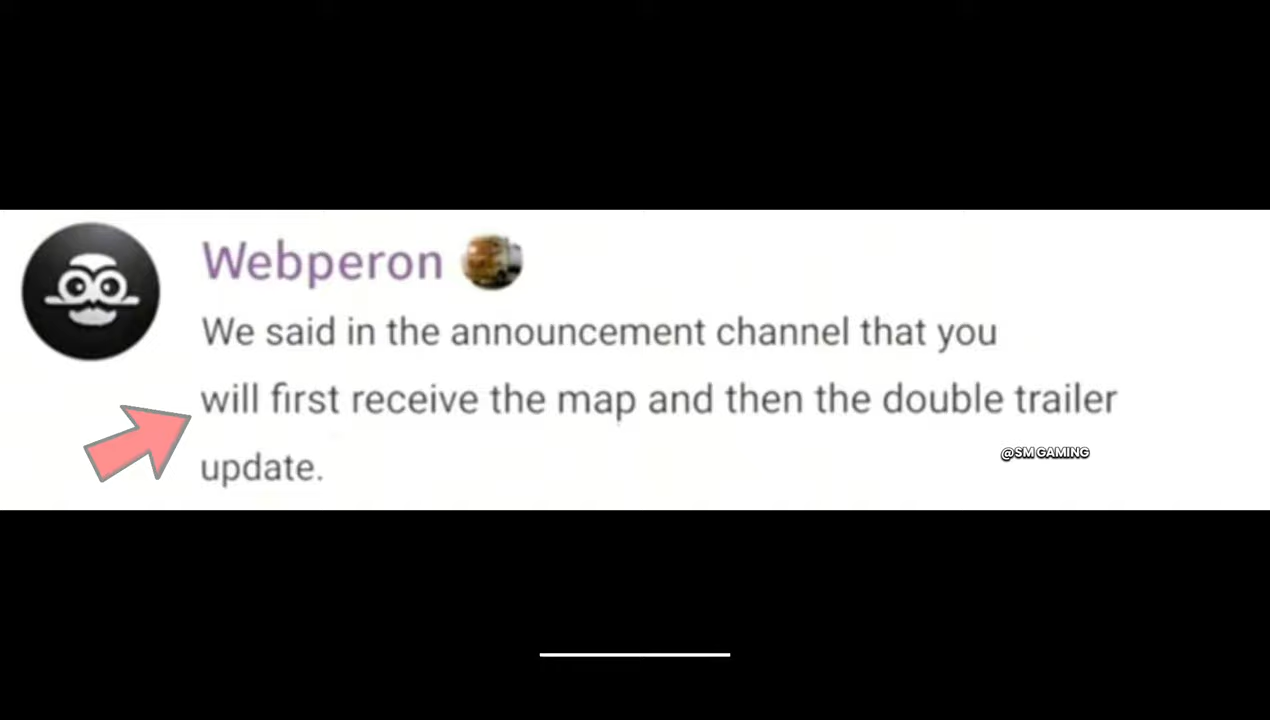 Webperon
We said in the announcement channel that you
will first receive the map and then the double trailer
update.
@SM GAMING